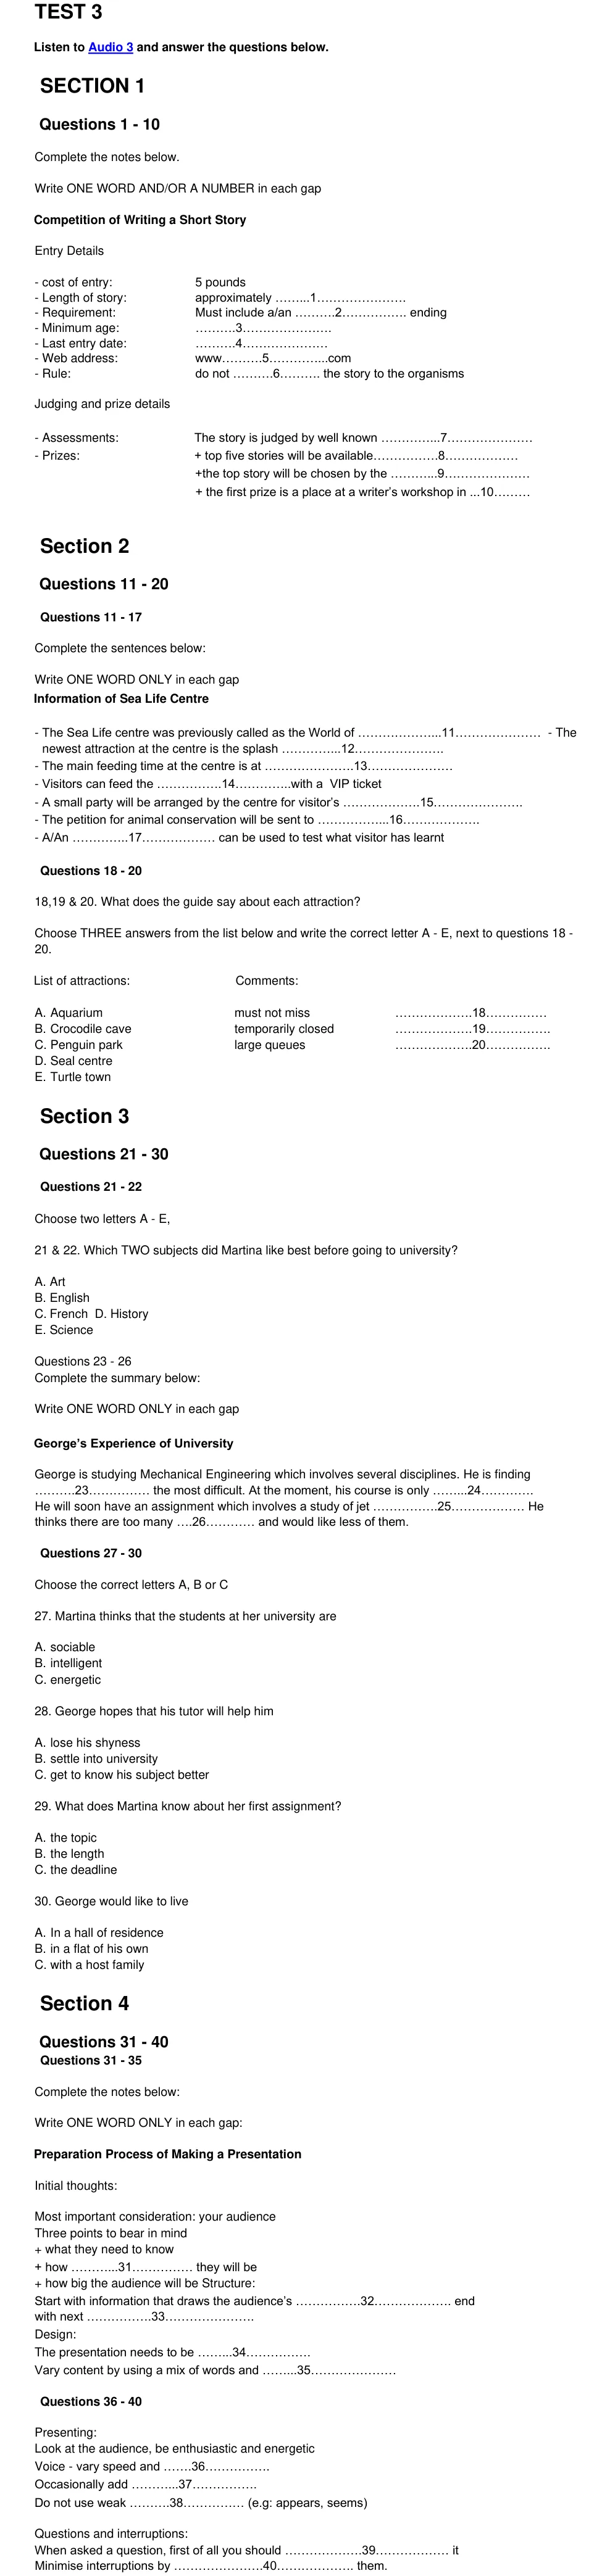 TEST 3
Listen to Audio 3 and answer the questions below.
SECTION 1
Questions 1 - 10
Complete the notes below.
Write ONE WORD AND/OR A NUMBER in each gap
Competition of Writing a Short Story
Entry Details
- cost of entry: 5 pounds
- Length of story: approximately ……...1………………….
- Requirement: Must include a/an ……….2……………. ending
- Minimum age: ……….3………………….
- Last entry date: ……….4…………………
- Web address: www……….5…………...com
- Rule: do not ……….6………. the story to the organisms
Judging and prize details
- Assessments: The story is judged by well known …………...7…………………
- Prizes: + top five stories will be available…………….8………………
+the top story will be chosen by the ………...9…………………
+ the first prize is a place at a writer’s workshop in ...10………
Section 2
Questions 11 - 20
Questions 11 - 17
Complete the sentences below:
Write ONE WORD ONLY in each gap
Information of Sea Life Centre
- The Sea Life centre was previously called as the World of ………………...11………………… - The
newest attraction at the centre is the splash …………...12………………….
- The main feeding time at the centre is at ………………….13…………………
- Visitors can feed the …………….14…………...with a VIP ticket
- A small party will be arranged by the centre for visitor’s ……………….15………………….
- The petition for animal conservation will be sent to ……………...16……………….
- A/An …………..17……………… can be used to test what visitor has learnt
Questions 18 - 20
18,19 & 20. What does the guide say about each attraction?
Choose THREE answers from the list below and write the correct letter A - E, next to questions 18 -
20.
List of attractions: Comments:
A. Aquarium must not miss ……………….18……………
B. Crocodile cave temporarily closed ……………….19…………….
C. Penguin park large queues ……………….20…………….
D. Seal centre
E. Turtle town
Section 3
Questions 21 - 30
Questions 21 - 22
Choose two letters A - E,
21 & 22. Which TWO subjects did Martina like best before going to university?
A. Art
B. English
C. French D. History
E. Science
Questions 23 - 26
Complete the summary below:
Write ONE WORD ONLY in each gap
George’s Experience of University
George is studying Mechanical Engineering which involves several disciplines. He is finding
……….23…………… the most difficult. At the moment, his course is only ……...24………….
He will soon have an assignment which involves a study of jet …………….25……………… He
thinks there are too many ….26………… and would like less of them.
Questions 27 - 30
Choose the correct letters A, B or C
27. Martina thinks that the students at her university are
A. sociable
B. intelligent
C. energetic
28. George hopes that his tutor will help him
A. lose his shyness
B. settle into university
C. get to know his subject better
29. What does Martina know about her first assignment?
A. the topic
B. the length
C. the deadline
30. George would like to live
A. In a hall of residence
B. in a flat of his own
C. with a host family
Section 4
Questions 31 - 40
Questions 31 - 35
Complete the notes below:
Write ONE WORD ONLY in each gap:
Preparation Process of Making a Presentation
Initial thoughts:
Most important consideration: your audience
Three points to bear in mind
+ what they need to know
+ how ………...31…………… they will be
+ how big the audience will be Structure:
Start with information that draws the audience’s …………….32………………. end
with next …………….33………………….
Design:
The presentation needs to be ……...34…………….
Vary content by using a mix of words and ……...35…………………
Questions 36 - 40
Presenting:
Look at the audience, be enthusiastic and energetic
Voice - vary speed and …….36…………….
Occasionally add ………...37…………….
Do not use weak ……….38…………… (e.g: appears, seems)
Questions and interruptions:
When asked a question, first of all you should ……………….39……………… it
Minimise interruptions by ………………….40………………. them.